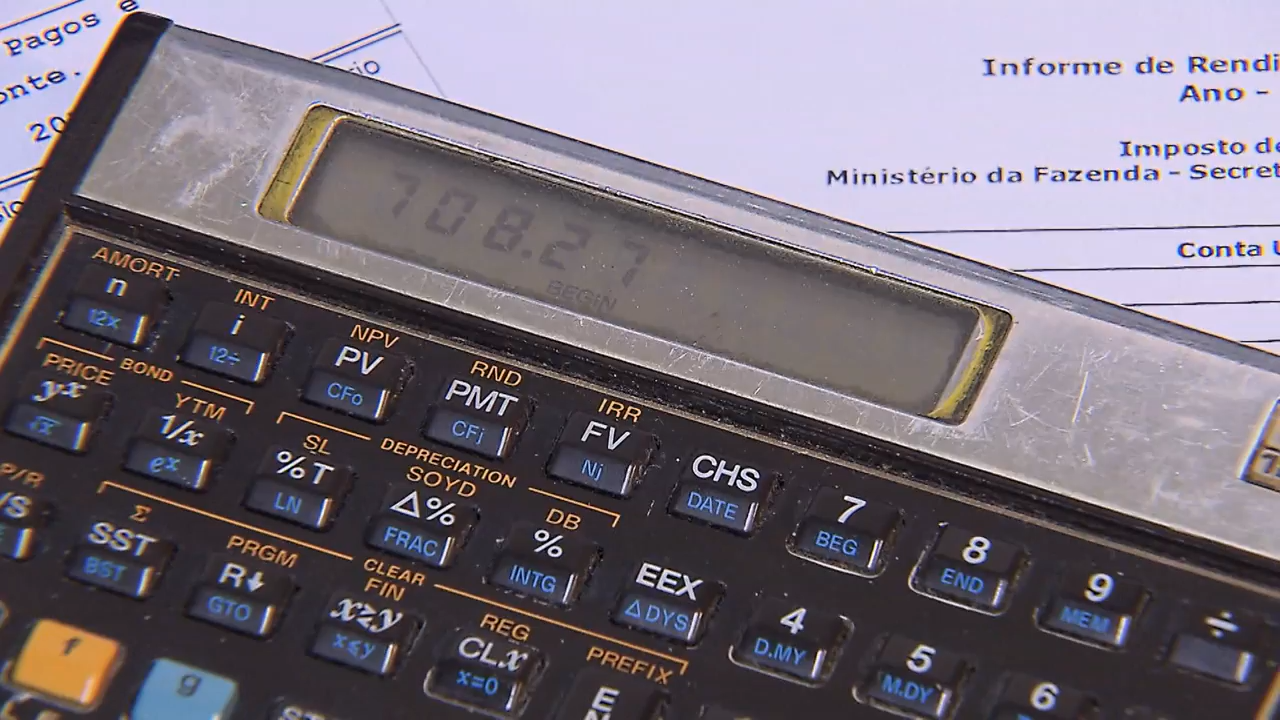 Pagos e
onte.
Informe de Rendi
Ano -
Imposto de
Ministério da Fazenda - Secret
Conta
708.27
BEGIN
AMORT INT NPV RND IRR
n i PV PMT FV CHS 7 8 9 ÷
12× 12÷ CFo CFj Nj DATE BEG END MEM
BOND DEPRECIATION
PRICE YTM SL SOYD DB
yx 1/x %T Δ% % EEX 4 5 6
√x ex LN FRAC INTG ΔDYS D.MY M.DY
CLEAR
P/R Σ PRGM FIN REG PREFIX
/S SST R↓ x≷y CLx E
BST GTO x≤y x=0 N
f g